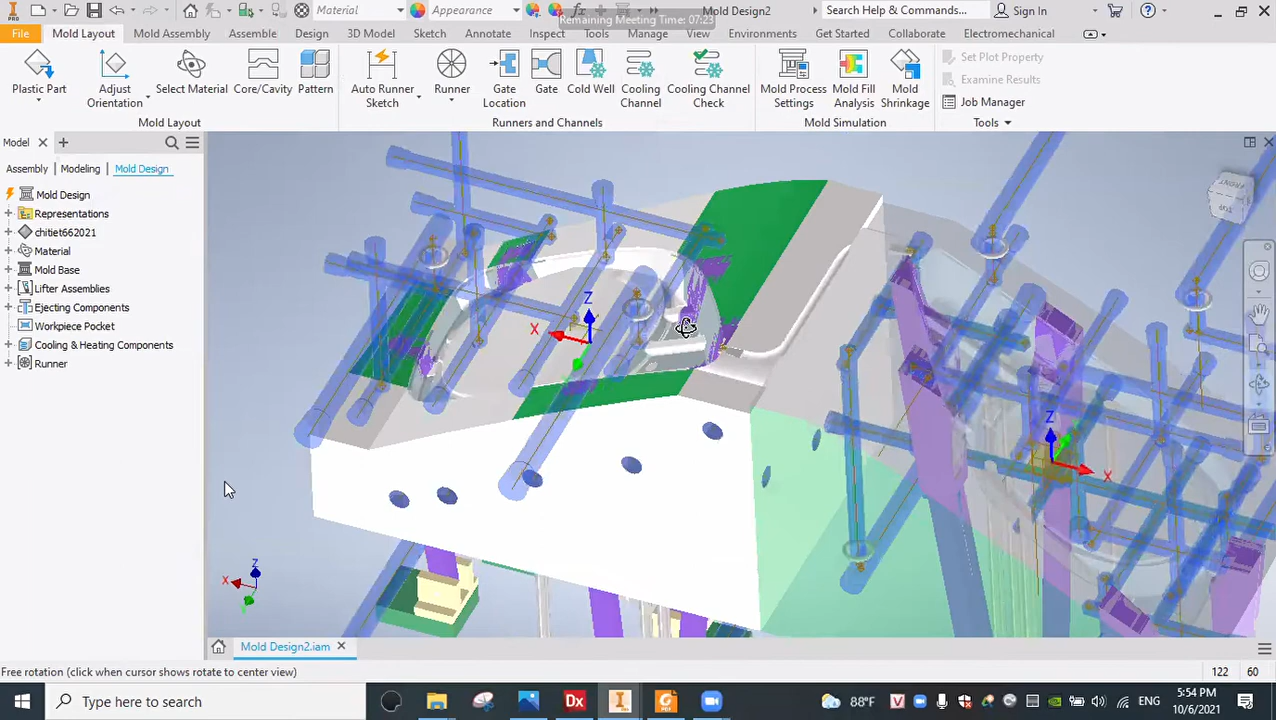 PRO
Material
Appearance
Remaining Meeting Time: 07:23
Mold Design2
Search Help & Commands...
Sign In
File
Mold Layout
Mold Assembly
Assemble
Design
3D Model
Sketch
Annotate
Inspect
Tools
Manage
View
Environments
Get Started
Collaborate
Electromechanical
Plastic Part
Adjust
Orientation
Select Material
Core/Cavity
Pattern
Auto Runner
Sketch
Runner
Gate
Location
Gate
Cold Well
Cooling
Channel
Cooling Channel
Check
Mold Process
Settings
Mold Fill
Analysis
Mold
Shrinkage
Set Plot Property
Examine Results
Job Manager
Mold Layout
Runners and Channels
Mold Simulation
Tools
Model
Assembly
Modeling
Mold Design
Mold Design
Representations
chitiet662021
Material
Mold Base
Lifter Assemblies
Ejecting Components
Workpiece Pocket
Cooling & Heating Components
Runner
Z
X
Z
X
Z
X
Mold Design2.iam
Free rotation (click when cursor shows rotate to center view)
122
60
Type here to search
88°F
ENG
5:54 PM
10/6/2021